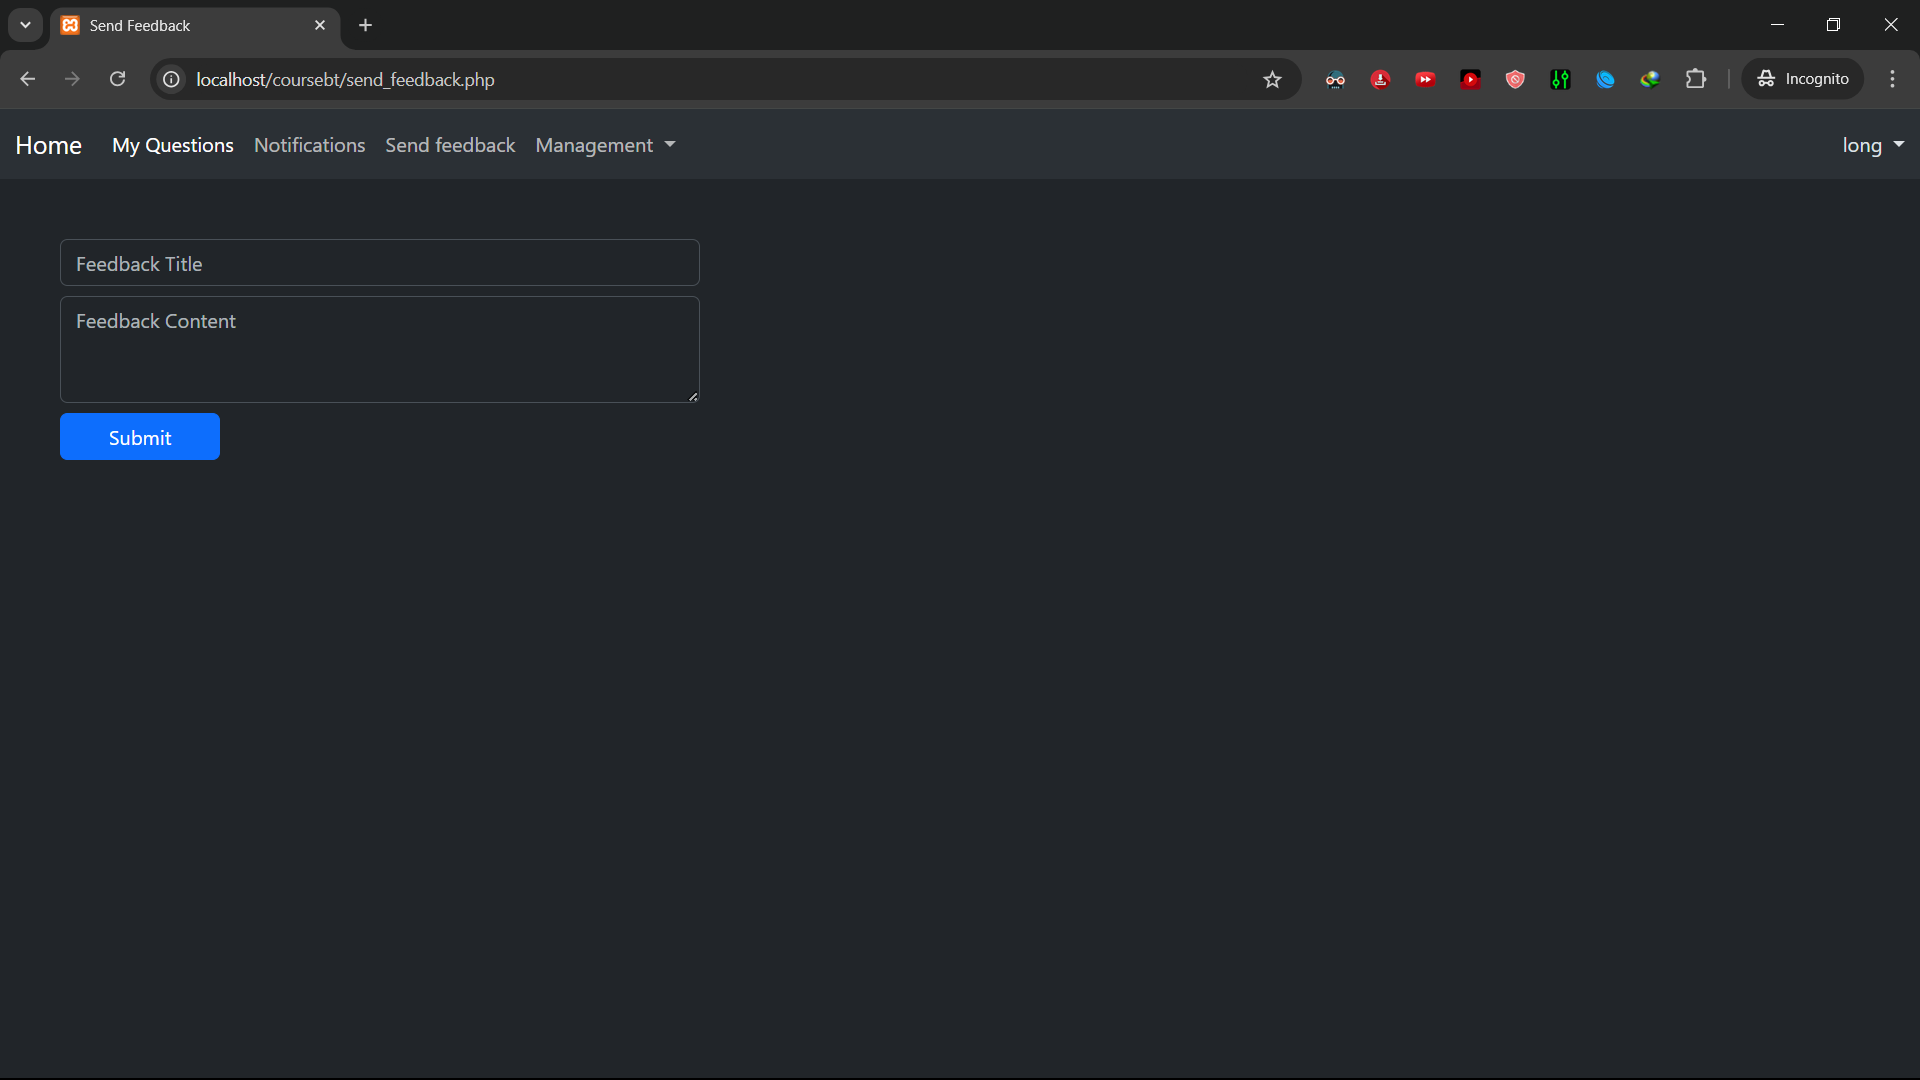 Send Feedback
localhost/coursebt/send_feedback.php
Incognito
Home My Questions Notifications Send feedback Management long
Feedback Title
Feedback Content
Submit